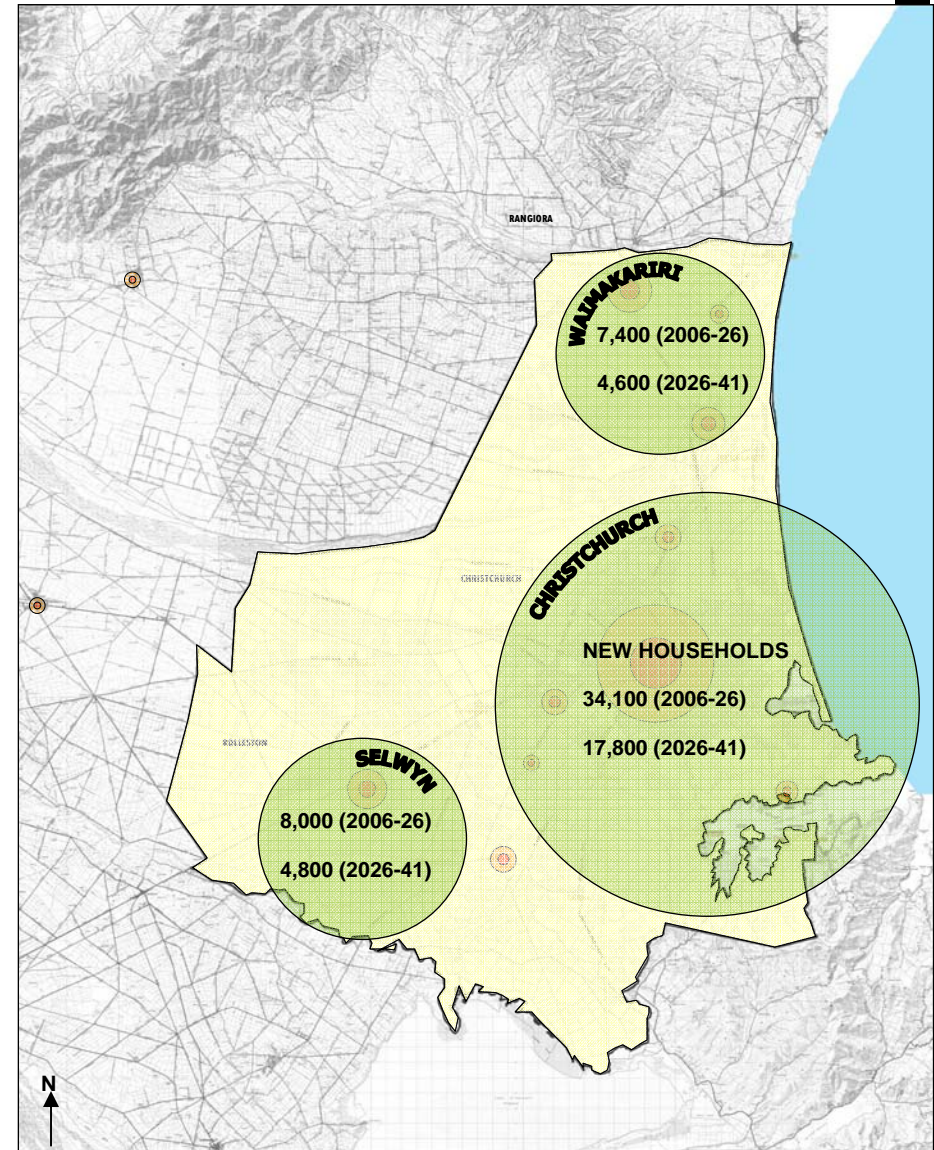 RANGIORA
WAIMAKARIRI
7,400 (2006-26)
4,600 (2026-41)
CHRISTCHURCH
CHRISTCHURCH
NEW HOUSEHOLDS
34,100 (2006-26)
17,800 (2026-41)
ROLLESTON
SELWYN
8,000 (2006-26)
4,800 (2026-41)
N